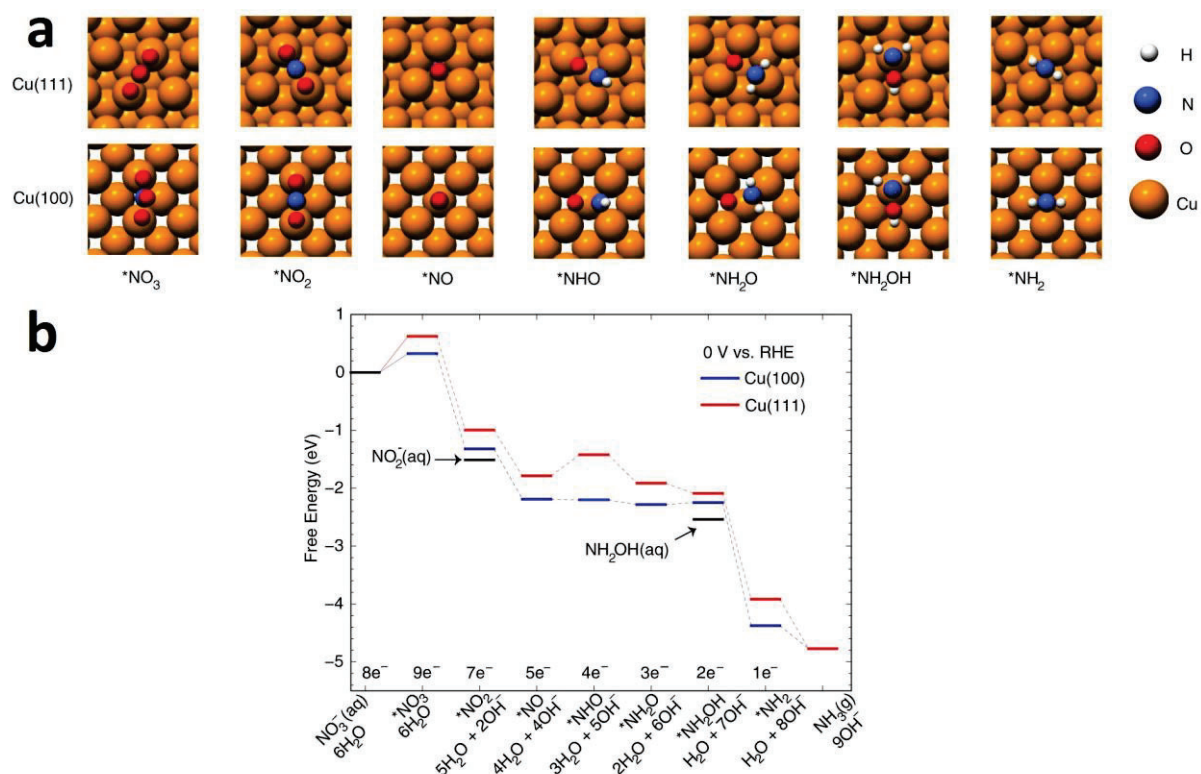 a
Cu(111)
Cu(100)
H
N
O
Cu
*NO₃
*NO₂
*NO
*NHO
*NH₂O
*NH₂OH
*NH₂
b
Free Energy (eV)
0
−1
−2
−3
−4
−5
0 V vs. RHE
Cu(100)
Cu(111)
NO₂⁻(aq)
NH₂OH(aq)
8e⁻ 9e⁻ 7e⁻ 5e⁻ 4e⁻ 3e⁻ 2e⁻ 1e⁻
NO₃⁻(aq)
6H₂O
*NO₃
6H₂O
*NO₂
5H₂O + 2OH⁻
*NO
4H₂O + 4OH⁻
*NHO
3H₂O + 5OH⁻
*NH₂O
2H₂O + 6OH⁻
*NH₂OH
H₂O + 7OH⁻
*NH₂
H₂O + 8OH⁻
NH₃(g)
9OH⁻